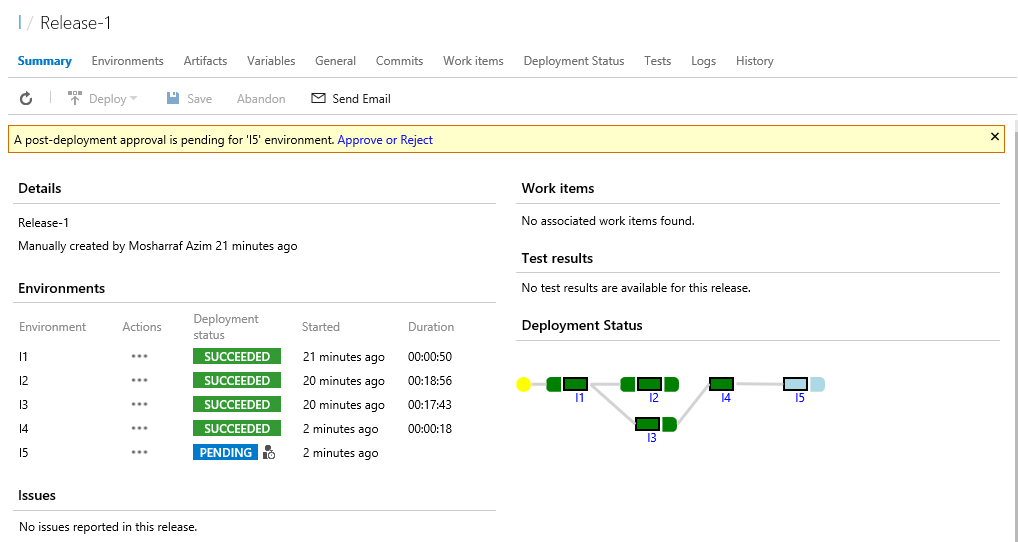 I / Release-1
Summary Environments Artifacts Variables General Commits Work items Deployment Status Tests Logs History
Deploy Save Abandon Send Email
A post-deployment approval is pending for 'I5' environment. Approve or Reject
Details
Release-1
Manually created by Mosharraf Azim 21 minutes ago
Environments
Environment Actions Deployment status Started Duration
I1 ••• SUCCEEDED 21 minutes ago 00:00:50
I2 ••• SUCCEEDED 20 minutes ago 00:18:56
I3 ••• SUCCEEDED 20 minutes ago 00:17:43
I4 ••• SUCCEEDED 2 minutes ago 00:00:18
I5 ••• PENDING 2 minutes ago
Issues
No issues reported in this release.
Work items
No associated work items found.
Test results
No test results are available for this release.
Deployment Status
I1 I2 I4 I5
I3